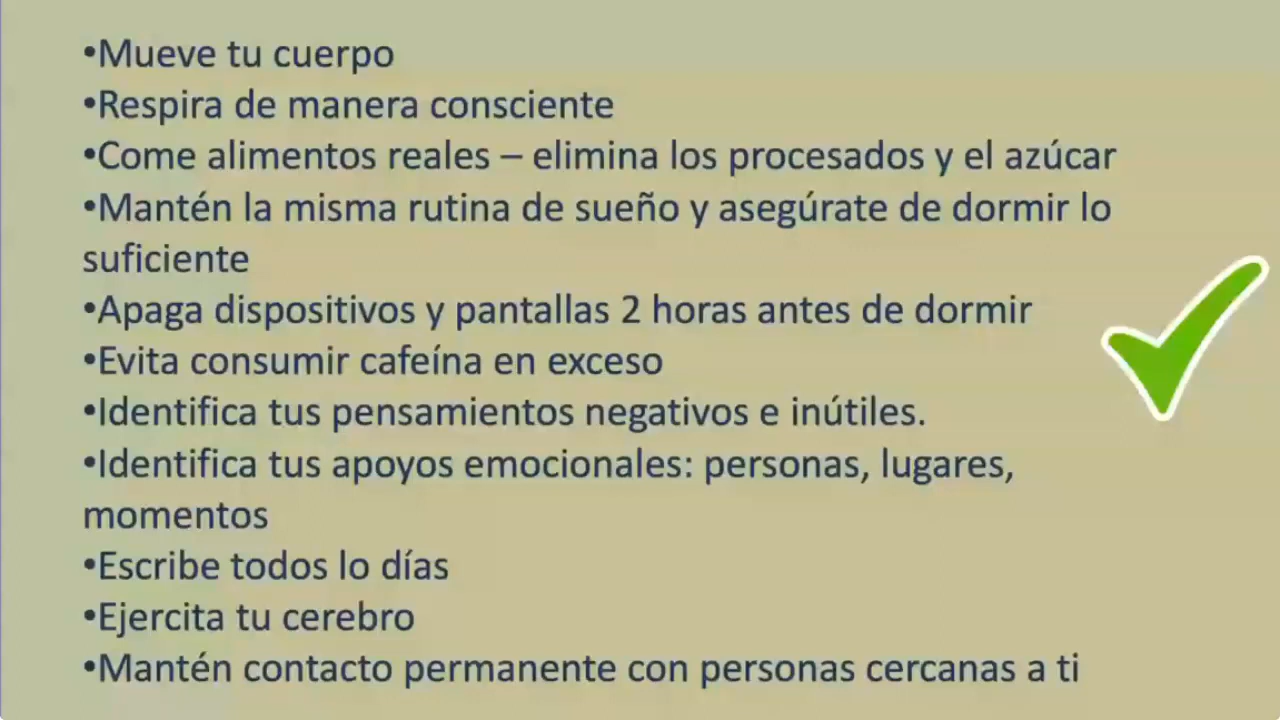 •Mueve tu cuerpo
•Respira de manera consciente
•Come alimentos reales – elimina los procesados y el azúcar
•Mantén la misma rutina de sueño y asegúrate de dormir lo
suficiente
•Apaga dispositivos y pantallas 2 horas antes de dormir
•Evita consumir cafeína en exceso
•Identifica tus pensamientos negativos e inútiles.
•Identifica tus apoyos emocionales: personas, lugares,
momentos
•Escribe todos lo días
•Ejercita tu cerebro
•Mantén contacto permanente con personas cercanas a ti